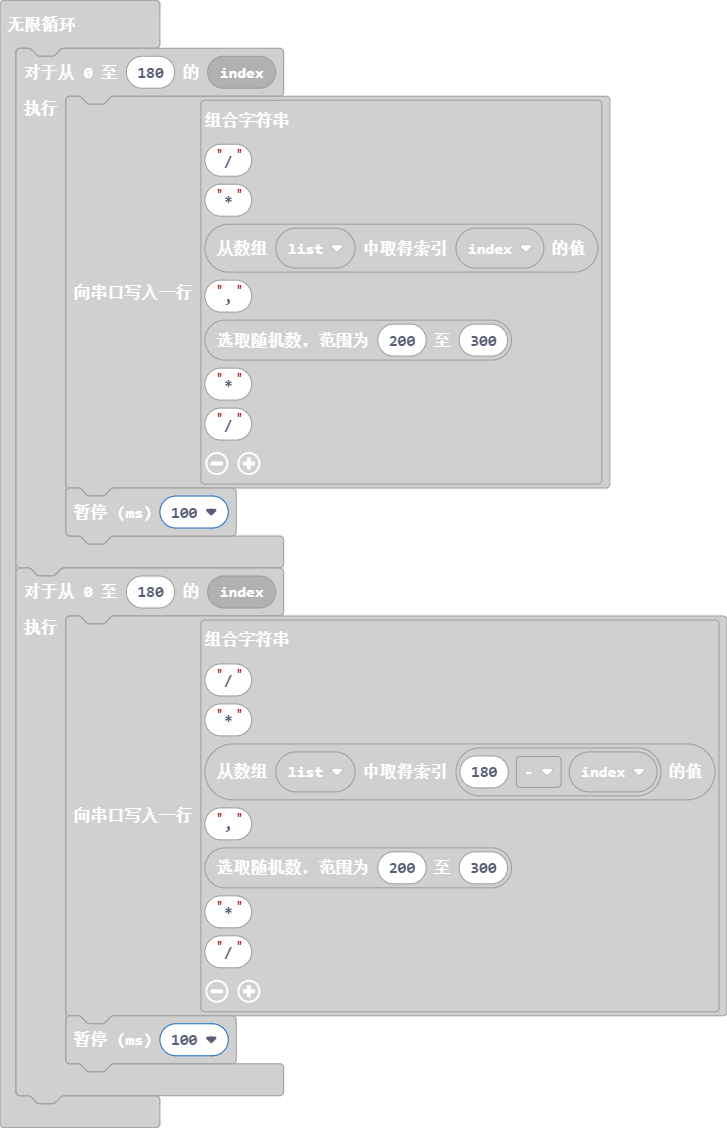 无限循环
对于从 0 至 180 的 index
执行
组合字符串
"/"
"*"
从数组 list 中取得索引 index 的值
向串口写入一行
","
选取随机数，范围为 200 至 300
"*"
"/"
暂停 (ms) 100
对于从 0 至 180 的 index
执行
组合字符串
"/"
"*"
从数组 list 中取得索引 180 - index 的值
向串口写入一行
","
选取随机数，范围为 200 至 300
"*"
"/"
暂停 (ms) 100